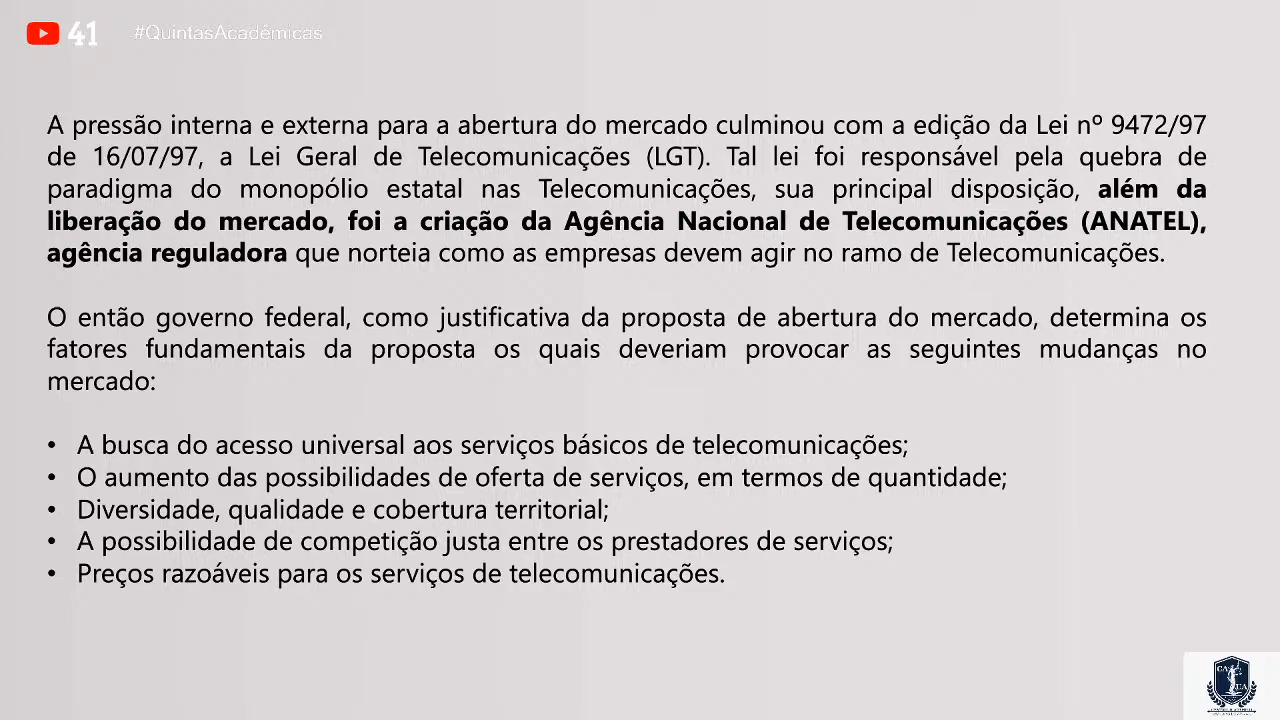 41 #QuintasAcadêmicas
A pressão interna e externa para a abertura do mercado culminou com a edição da Lei nº 9472/97
de 16/07/97, a Lei Geral de Telecomunicações (LGT). Tal lei foi responsável pela quebra de
paradigma do monopólio estatal nas Telecomunicações, sua principal disposição, além da
liberação do mercado, foi a criação da Agência Nacional de Telecomunicações (ANATEL),
agência reguladora que norteia como as empresas devem agir no ramo de Telecomunicações.
O então governo federal, como justificativa da proposta de abertura do mercado, determina os
fatores fundamentais da proposta os quais deveriam provocar as seguintes mudanças no
mercado:
• A busca do acesso universal aos serviços básicos de telecomunicações;
• O aumento das possibilidades de oferta de serviços, em termos de quantidade;
• Diversidade, qualidade e cobertura territorial;
• A possibilidade de competição justa entre os prestadores de serviços;
• Preços razoáveis para os serviços de telecomunicações.